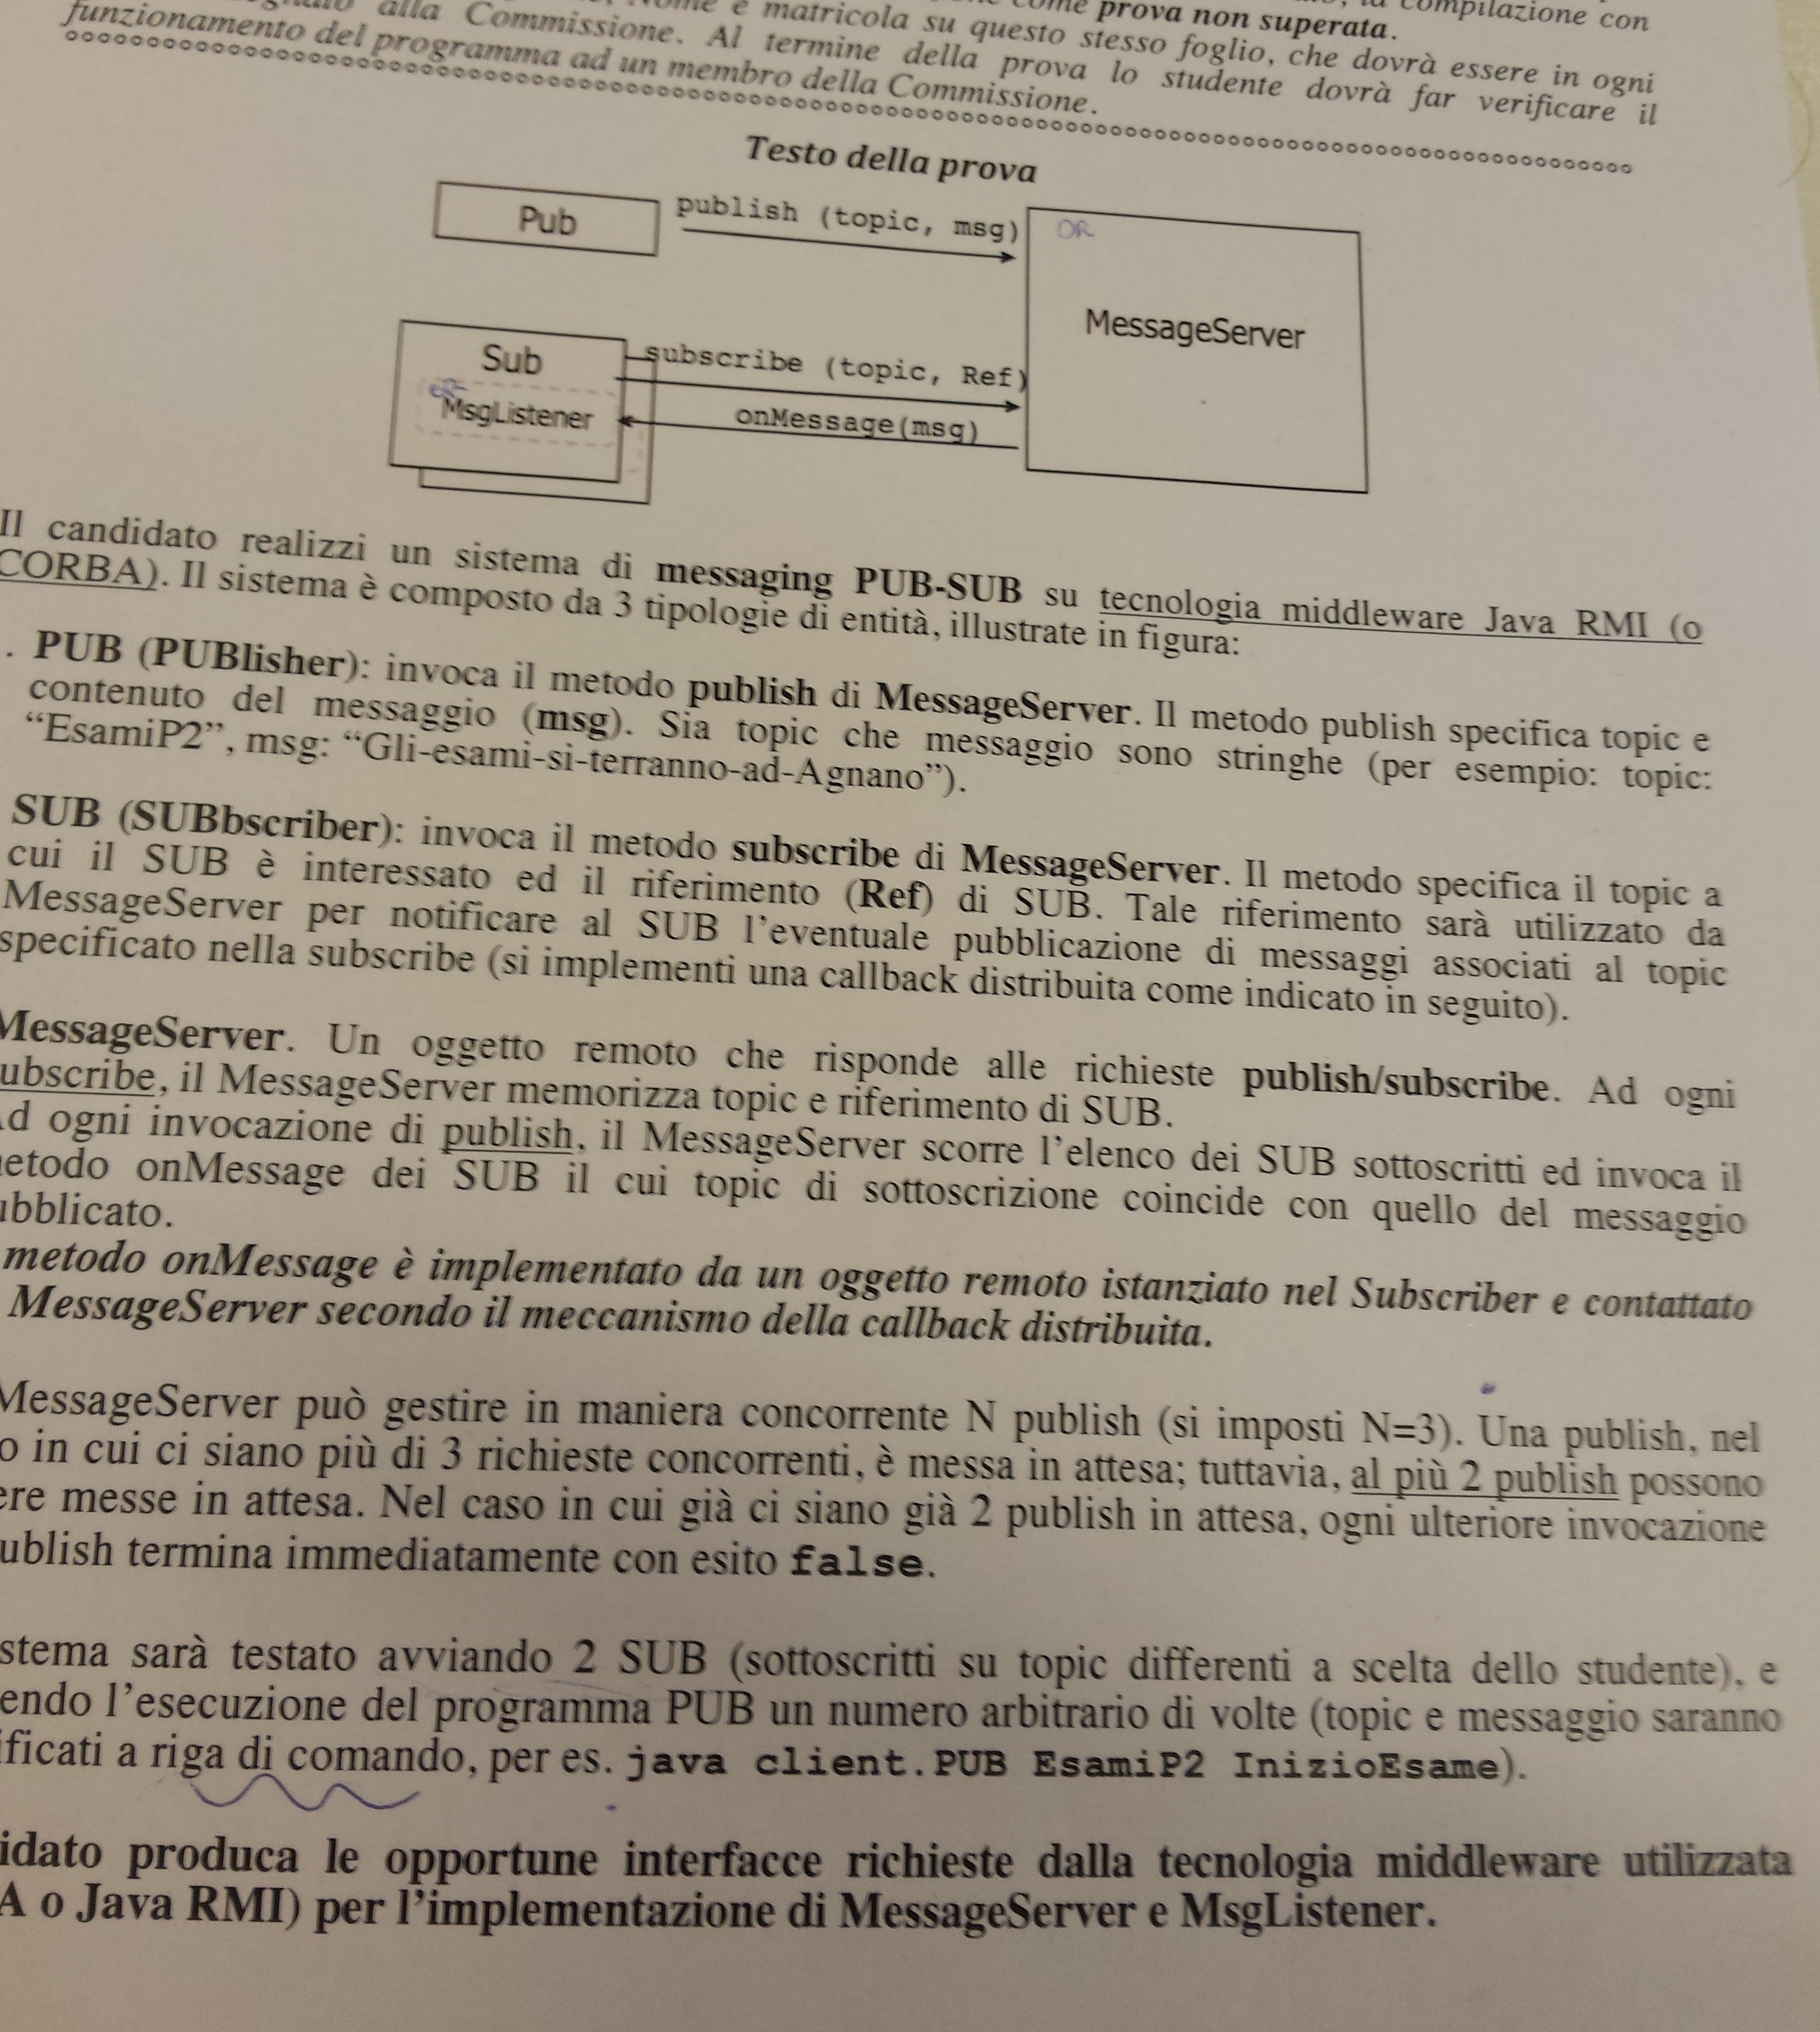 alla Commissione. Nome e matricola su questo stesso foglio, che dovrà essere in ogni
come prova non superata.
compilazione con
funzionamento del programma ad un membro della Commissione. Al termine della prova lo studente dovrà far verificare il
Testo della prova
Pub
publish (topic, msg)
OR
MessageServer
Sub
subscribe (topic, Ref)
OR
MsgListener
onMessage(msg)
Il candidato realizzi un sistema di messaging PUB-SUB su tecnologia middleware Java RMI (o
CORBA). Il sistema è composto da 3 tipologie di entità, illustrate in figura:
. PUB (PUBlisher): invoca il metodo publish di MessageServer. Il metodo publish specifica topic e
contenuto del messaggio (msg). Sia topic che messaggio sono stringhe (per esempio: topic:
“EsamiP2”, msg: “Gli-esami-si-terranno-ad-Agnano”).
SUB (SUBbscriber): invoca il metodo subscribe di MessageServer. Il metodo specifica il topic a
cui il SUB è interessato ed il riferimento (Ref) di SUB. Tale riferimento sarà utilizzato da
MessageServer per notificare al SUB l’eventuale pubblicazione di messaggi associati al topic
specificato nella subscribe (si implementi una callback distribuita come indicato in seguito).
MessageServer. Un oggetto remoto che risponde alle richieste publish/subscribe. Ad ogni
ubscribe, il MessageServer memorizza topic e riferimento di SUB.
d ogni invocazione di publish, il MessageServer scorre l’elenco dei SUB sottoscritti ed invoca il
etodo onMessage dei SUB il cui topic di sottoscrizione coincide con quello del messaggio
ubblicato.
metodo onMessage è implementato da un oggetto remoto istanziato nel Subscriber e contattato
MessageServer secondo il meccanismo della callback distribuita.
MessageServer può gestire in maniera concorrente N publish (si imposti N=3). Una publish, nel
o in cui ci siano più di 3 richieste concorrenti, è messa in attesa; tuttavia, al più 2 publish possono
ere messe in attesa. Nel caso in cui già ci siano già 2 publish in attesa, ogni ulteriore invocazione
ublish termina immediatamente con esito false.
stema sarà testato avviando 2 SUB (sottoscritti su topic differenti a scelta dello studente), e
endo l’esecuzione del programma PUB un numero arbitrario di volte (topic e messaggio saranno
ificati a riga di comando, per es. java client.PUB EsamiP2 InizioEsame).
idato produca le opportune interfacce richieste dalla tecnologia middleware utilizzata
A o Java RMI) per l’implementazione di MessageServer e MsgListener.